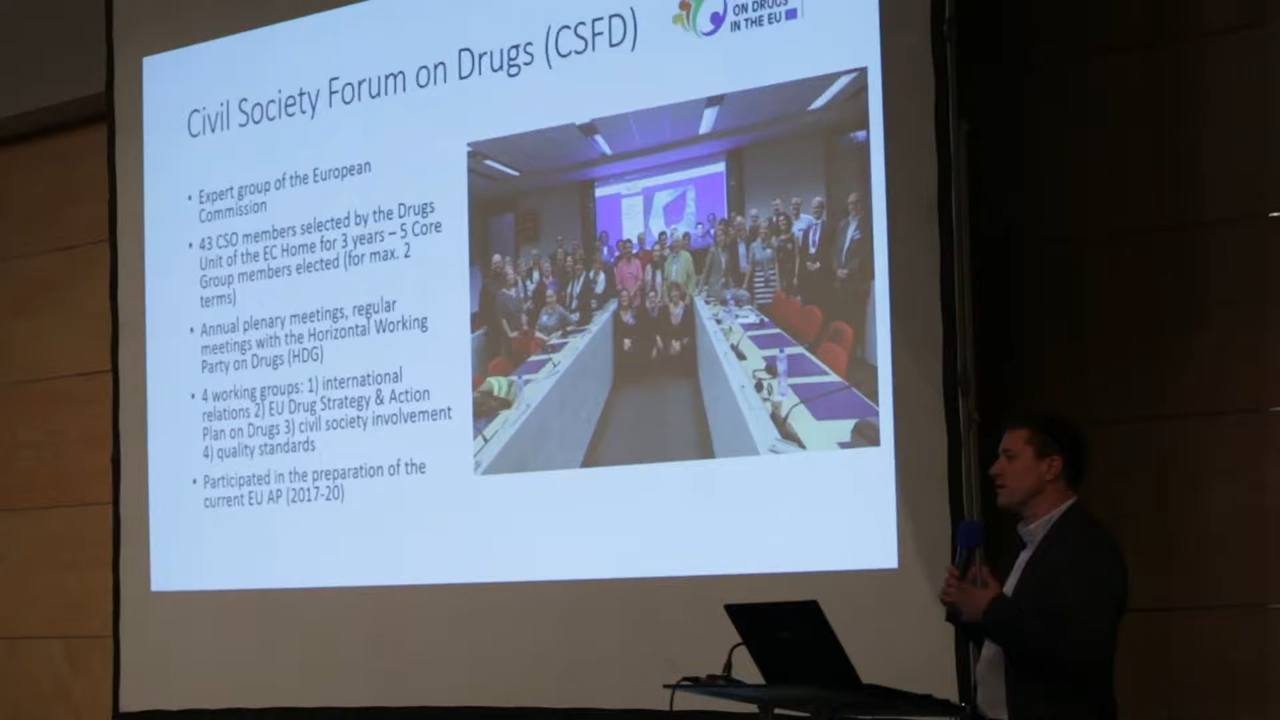 Civil Society Forum on Drugs (CSFD)
ON DRUGS
IN THE EU
• Expert group of the European
Commission
• 43 CSO members selected by the Drugs
Unit of the EC Home for 3 years – 5 Core
Group members elected (for max. 2
terms)
• Annual plenary meetings, regular
meetings with the Horizontal Working
Party on Drugs (HDG)
• 4 working groups: 1) international
relations 2) EU Drug Strategy & Action
Plan on Drugs 3) civil society involvement
4) quality standards
• Participated in the preparation of the
current EU AP (2017-20)